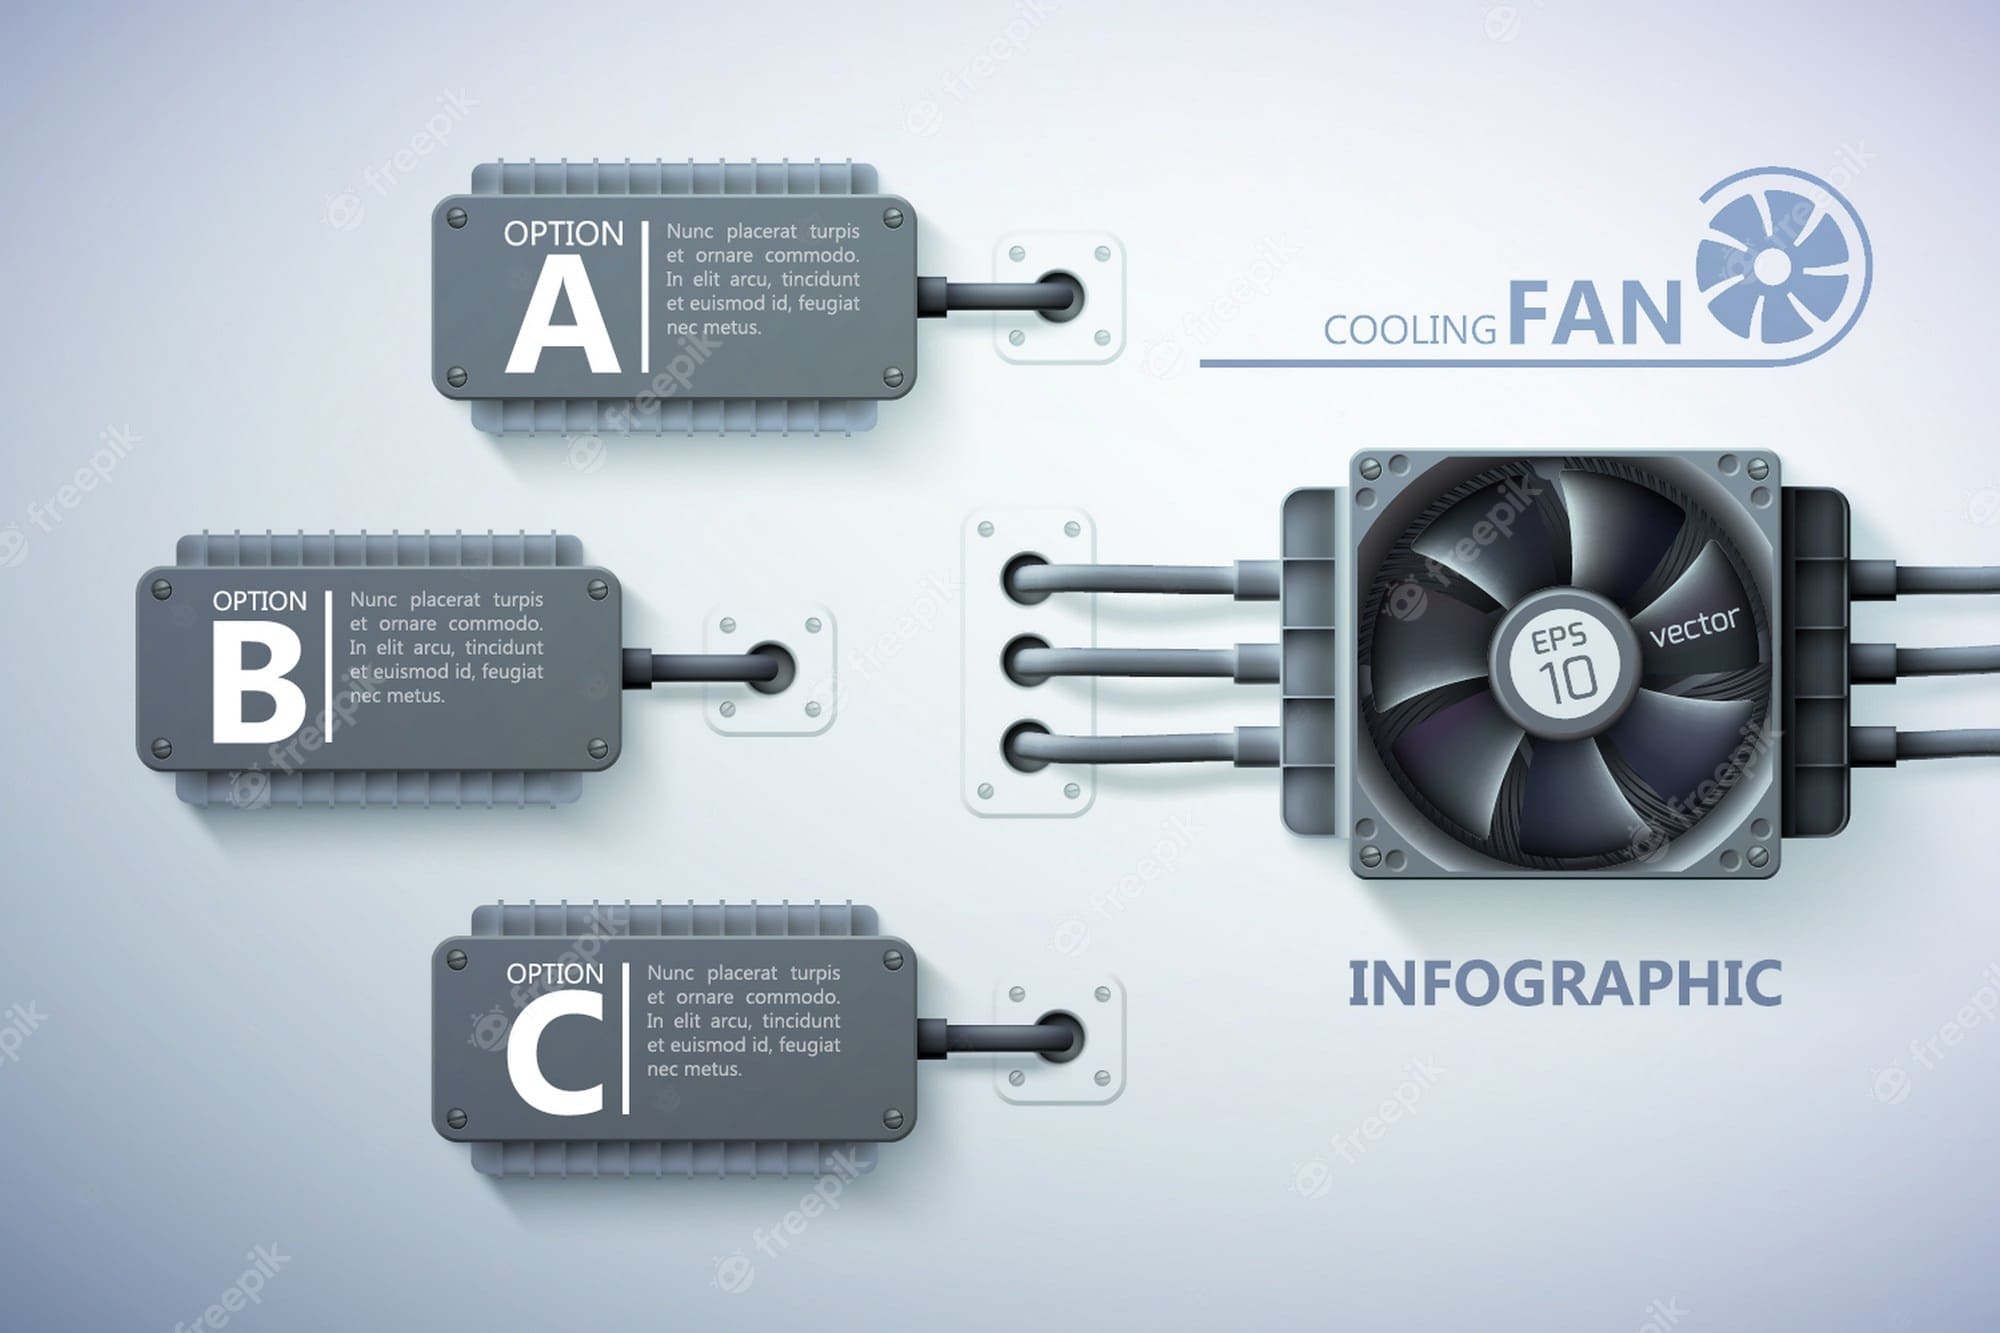 OPTION
A
Nunc placerat turpis
et ornare commodo.
In elit arcu, tincidunt
et euismod id, feugiat
nec metus.
COOLING FAN
OPTION
B
Nunc placerat turpis
et ornare commodo.
In elit arcu, tincidunt
et euismod id, feugiat
nec metus.
EPS
10
vector
OPTION
C
Nunc placerat turpis
et ornare commodo.
In elit arcu, tincidunt
et euismod id, feugiat
nec metus.
INFOGRAPHIC
freepik